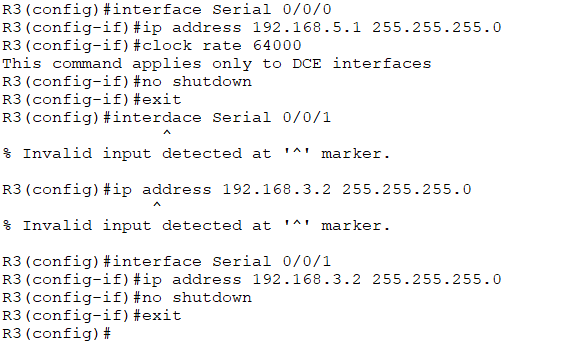 R3(config)#interface Serial 0/0/0
R3(config-if)#ip address 192.168.5.1 255.255.255.0
R3(config-if)#clock rate 64000
This command applies only to DCE interfaces
R3(config-if)#no shutdown
R3(config-if)#exit
R3(config)#interdace Serial 0/0/1
^
% Invalid input detected at '^' marker.
R3(config)#ip address 192.168.3.2 255.255.255.0
^
% Invalid input detected at '^' marker.
R3(config)#interface Serial 0/0/1
R3(config-if)#ip address 192.168.3.2 255.255.255.0
R3(config-if)#no shutdown
R3(config-if)#exit
R3(config)#